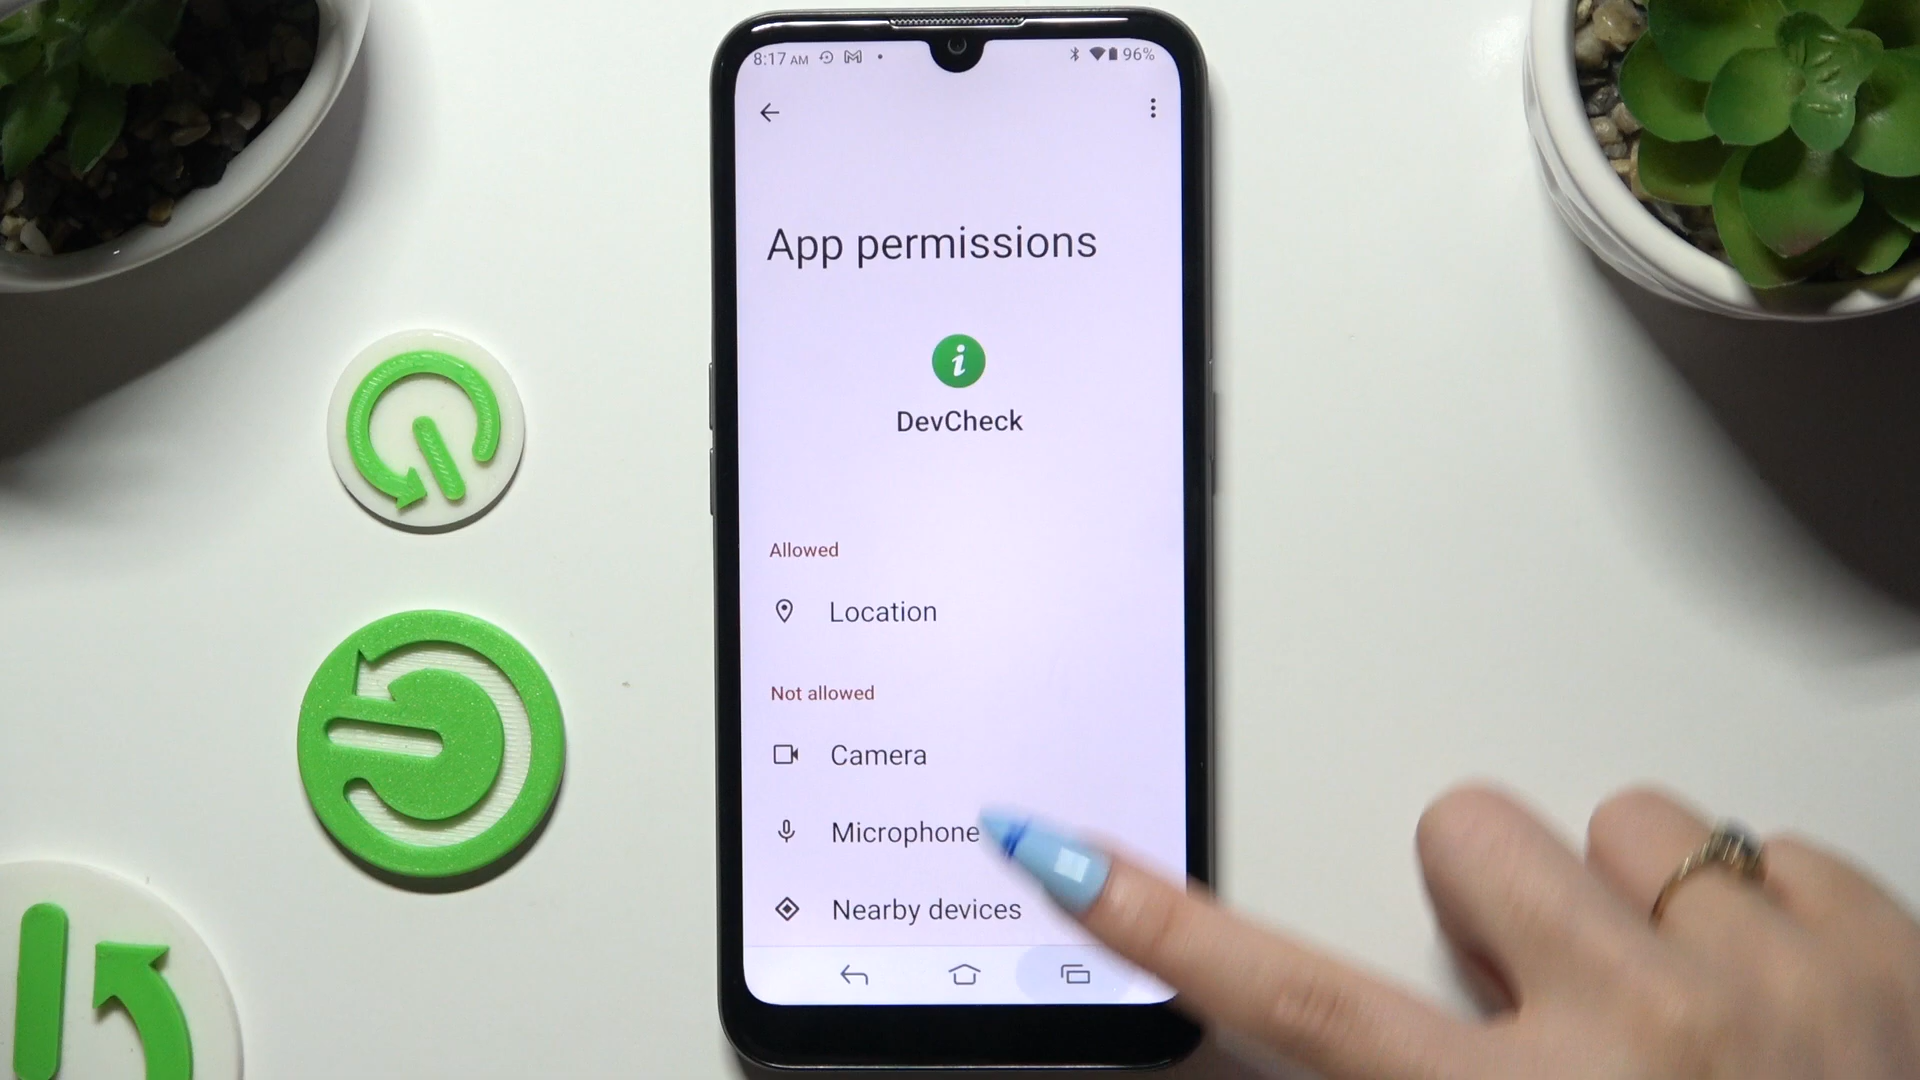 8:17 AM 96%
App permissions
i
DevCheck
Allowed
Location
Not allowed
Camera
Microphone
Nearby devices